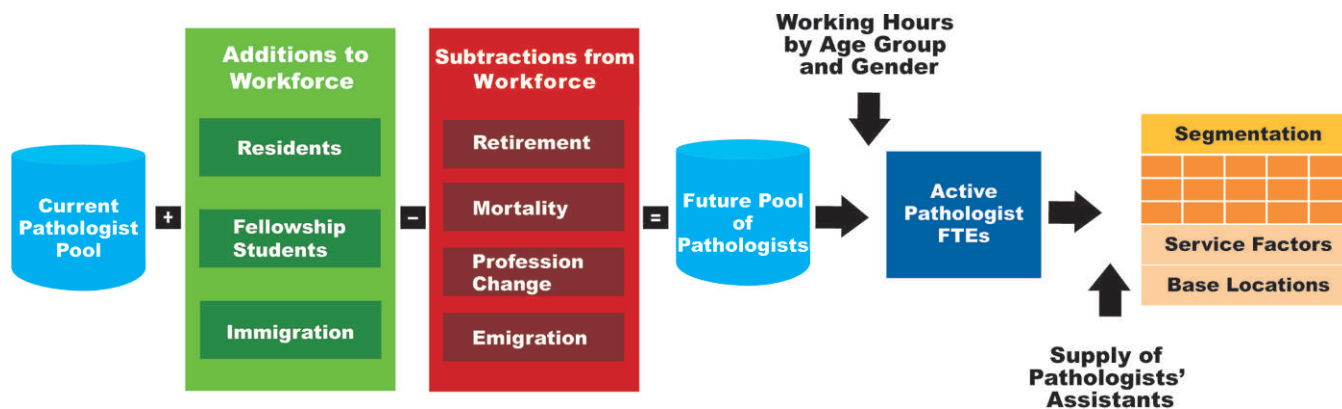 Current
Pathologist
Pool
+
Additions to
Workforce
Residents
Fellowship
Students
Immigration
–
Subtractions from
Workforce
Retirement
Mortality
Profession
Change
Emigration
=
Future Pool
of
Pathologists
Working Hours
by Age Group
and Gender
Active
Pathologist
FTEs
Segmentation
Service Factors
Base Locations
Supply of
Pathologists’
Assistants